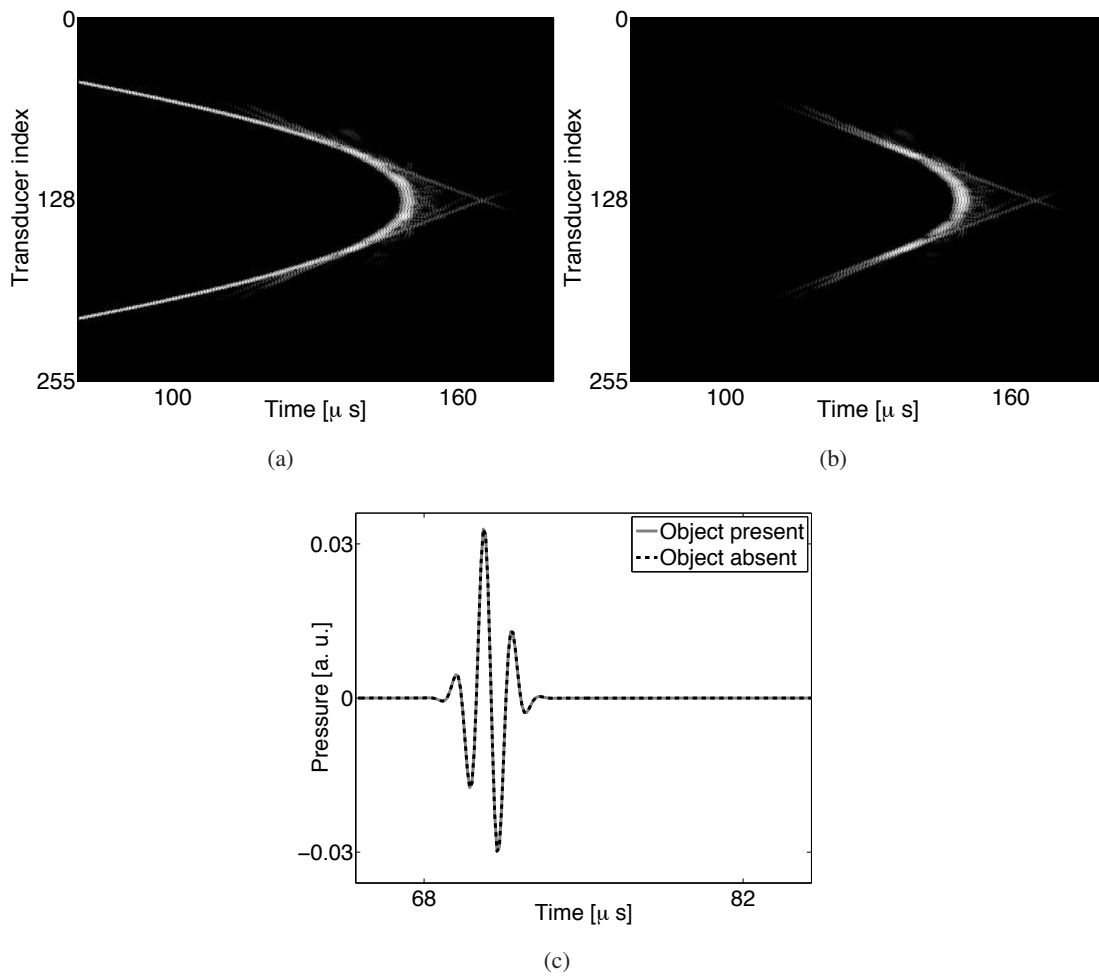 0
128
255
Transducer index
100
160
Time [μ s]
(a)
0
128
255
Transducer index
100
160
Time [μ s]
(b)
Object present
Object absent
0.03
0
−0.03
Pressure [a. u.]
68
82
Time [μ s]
(c)